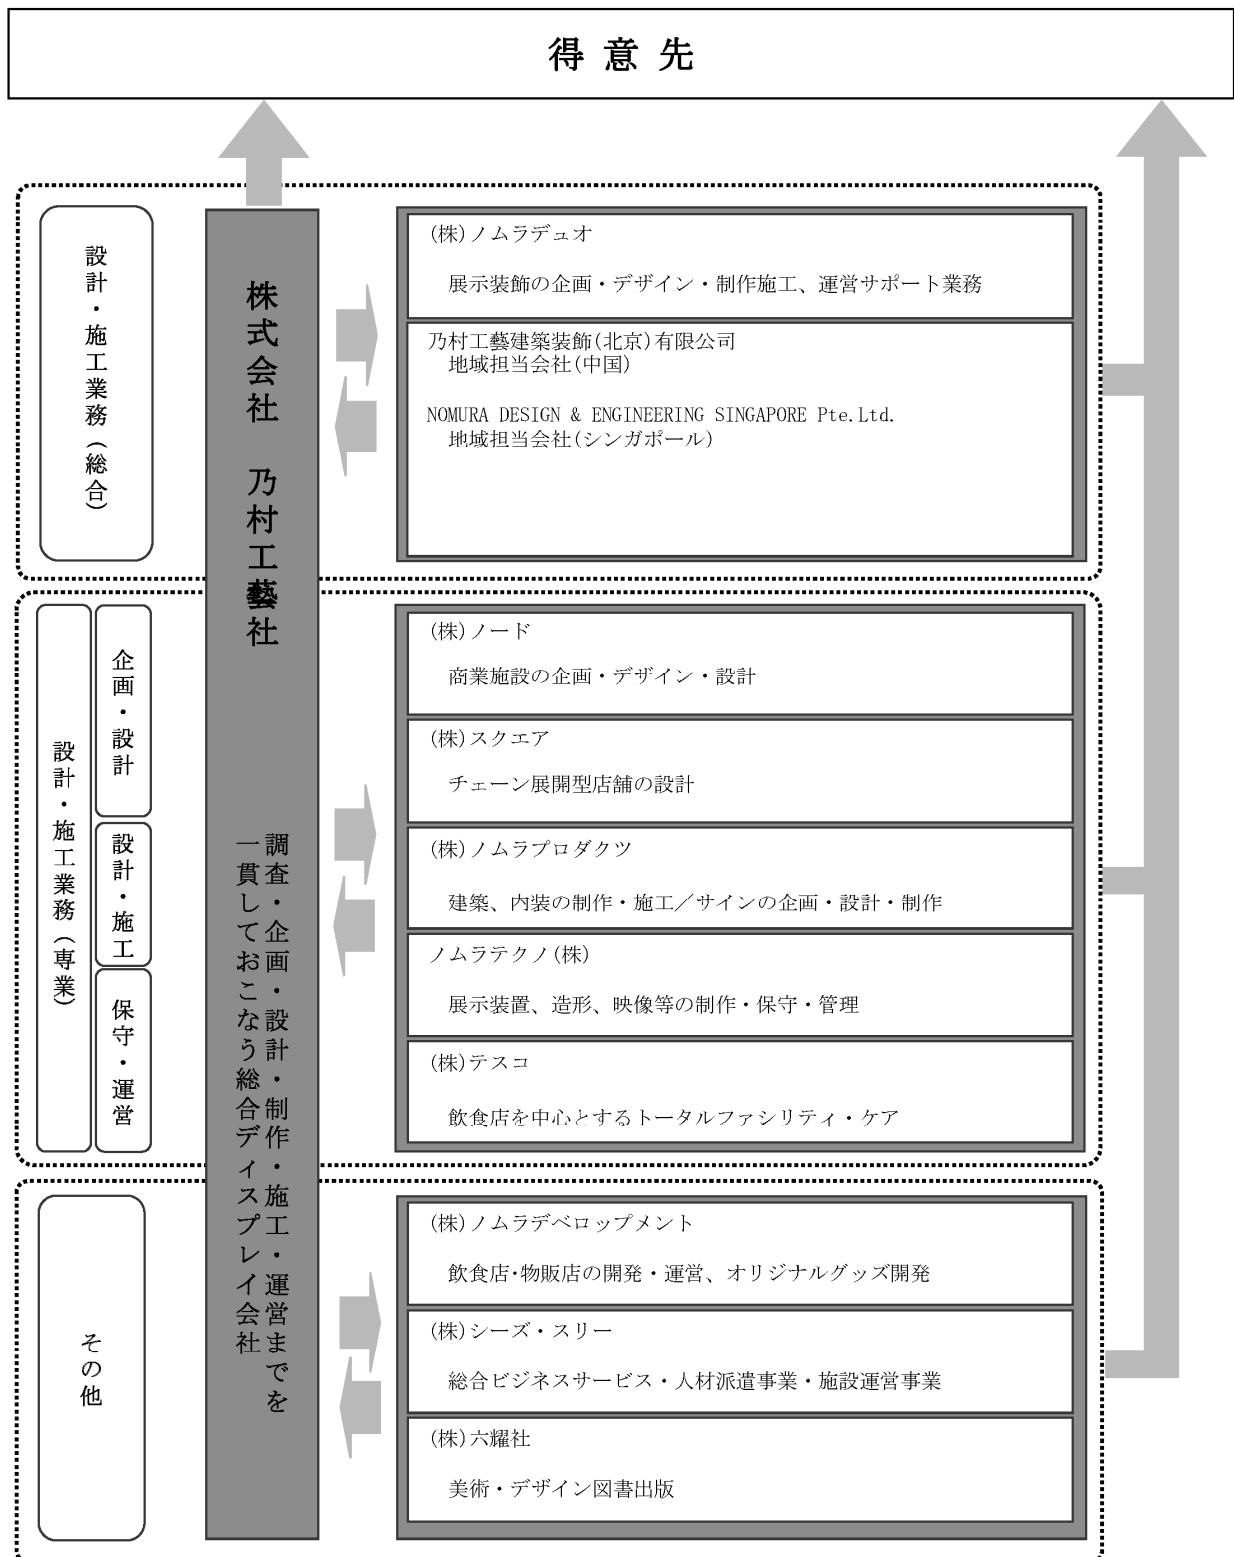 得意先
設計・施工業務(総合)
株式会社 乃村工藝社
調査・企画・設計・制作・施工・運営までを
一貫しておこなう総合ディスプレイ会社
(株)ノムラデュオ
展示装飾の企画・デザイン・制作施工、運営サポート業務
乃村工藝建築装飾(北京)有限公司
地域担当会社(中国)
NOMURA DESIGN & ENGINEERING SINGAPORE Pte.Ltd.
地域担当会社(シンガポール)
設計・施工業務(専業)
企画・設計
設計・施工
保守・運営
(株)ノード
商業施設の企画・デザイン・設計
(株)スクエア
チェーン展開型店舗の設計
(株)ノムラプロダクツ
建築、内装の制作・施工/サインの企画・設計・制作
ノムラテクノ(株)
展示装置、造形、映像等の制作・保守・管理
(株)テスコ
飲食店を中心とするトータルファシリティ・ケア
その他
(株)ノムラデベロップメント
飲食店・物販店の開発・運営、オリジナルグッズ開発
(株)シーズ・スリー
総合ビジネスサービス・人材派遣事業・施設運営事業
(株)六耀社
美術・デザイン図書出版